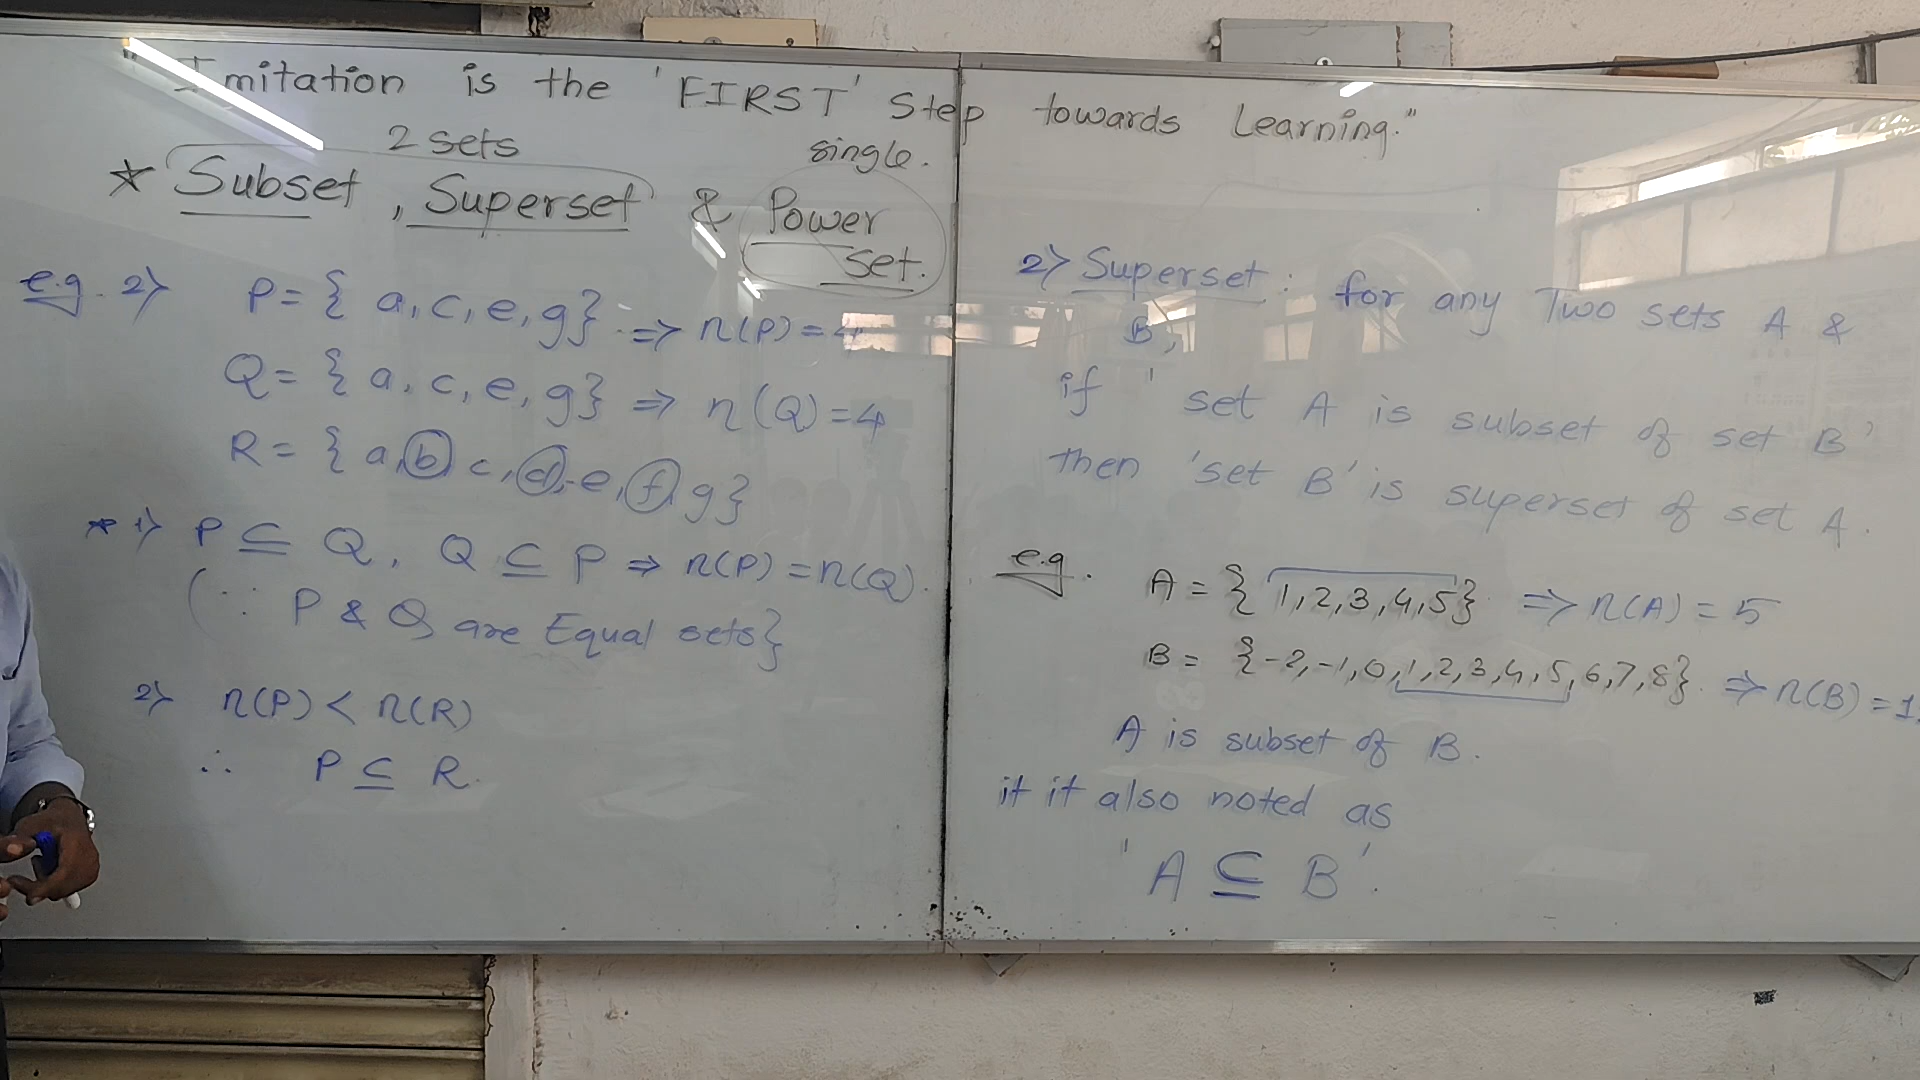 "Imitation is the 'FIRST' Step towards Learning."
2 sets single.
* Subset, Superset & Power set.
e.g. 2) P = { a, c, e, g} ⇒ n(P) = 4
Q = { a, c, e, g} ⇒ n(Q) = 4
R = { a, b, c, d, e, f, g}
* 1) P ⊆ Q, Q ⊆ P ⇒ n(P) = n(Q).
(∵ P & Q are Equal sets}
2) n(P) < n(R)
∴ P ⊆ R.
2) Superset : for any Two sets A &
B,
if 'set A is subset of set B'
then 'set B' is superset of set A.
e.g. A = { 1,2,3,4,5} ⇒ n(A) = 5
B = {-2,-1,0,1,2,3,4,5,6,7,8}. ⇒ n(B) = 1
A is subset of B.
it it also noted as
'A ⊆ B'.